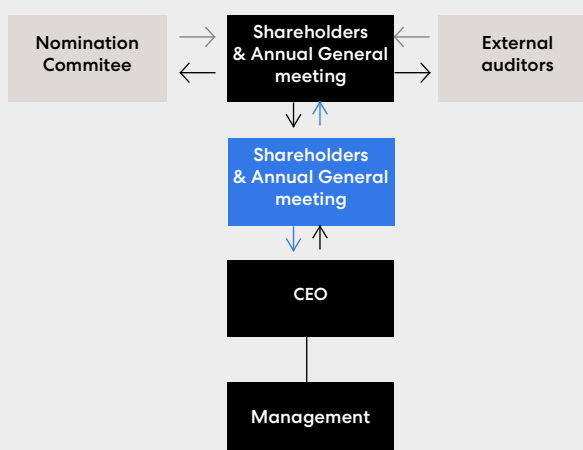 Nomination
Commitee
Shareholders
& Annual General
meeting
External
auditors
Shareholders
& Annual General
meeting
CEO
Management